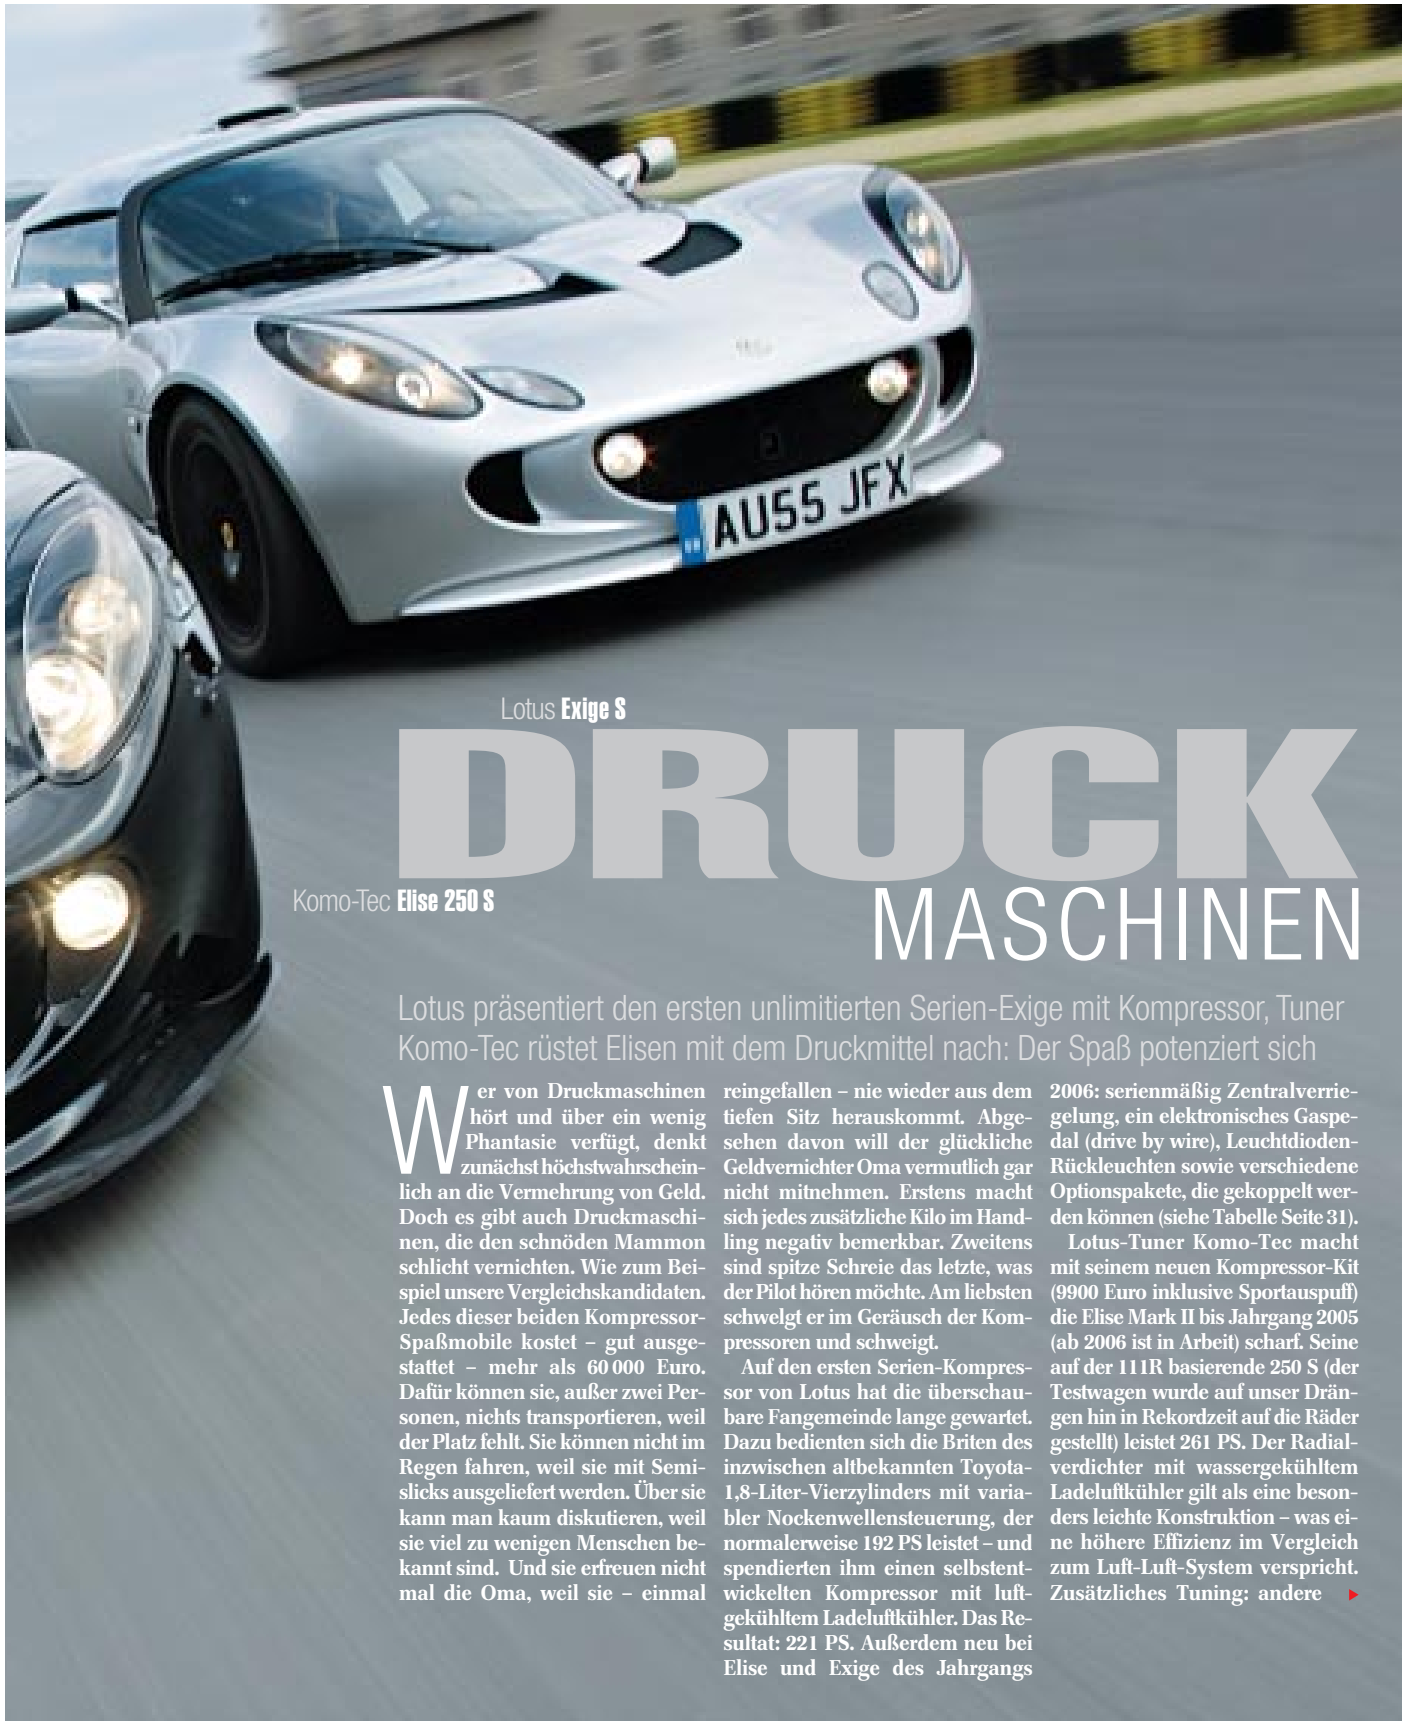 AU55 JFX
Lotus Exige S
DRUCK
Komo-Tec Elise 250 S
MASCHINEN
Lotus präsentiert den ersten unlimitierten Serien-Exige mit Kompressor, Tuner
Komo-Tec rüstet Elisen mit dem Druckmittel nach: Der Spaß potenziert sich
Wer von Druckmaschinen
hört und über ein wenig
Phantasie verfügt, denkt
zunächst höchstwahrschein-
lich an die Vermehrung von Geld.
Doch es gibt auch Druckmaschi-
nen, die den schnöden Mammon
schlicht vernichten. Wie zum Bei-
spiel unsere Vergleichskandidaten.
Jedes dieser beiden Kompressor-
Spaßmobile kostet – gut ausge-
stattet – mehr als 60 000 Euro.
Dafür können sie, außer zwei Per-
sonen, nichts transportieren, weil
der Platz fehlt. Sie können nicht im
Regen fahren, weil sie mit Semi-
slicks ausgeliefert werden. Über sie
kann man kaum diskutieren, weil
sie viel zu wenigen Menschen be-
kannt sind. Und sie erfreuen nicht
mal die Oma, weil sie – einmal
reingefallen – nie wieder aus dem
tiefen Sitz herauskommt. Abge-
sehen davon will der glückliche
Geldvernichter Oma vermutlich gar
nicht mitnehmen. Erstens macht
sich jedes zusätzliche Kilo im Hand-
ling negativ bemerkbar. Zweitens
sind spitze Schreie das letzte, was
der Pilot hören möchte. Am liebsten
schwelgt er im Geräusch der Kom-
pressoren und schweigt.
Auf den ersten Serien-Kompres-
sor von Lotus hat die überschau-
bare Fangemeinde lange gewartet.
Dazu bedienten sich die Briten des
inzwischen altbekannten Toyota-
1,8-Liter-Vierzylinders mit varia-
bler Nockenwellensteuerung, der
normalerweise 192 PS leistet – und
spendierten ihm einen selbstent-
wickelten Kompressor mit luft-
gekühltem Ladeluftkühler. Das Re-
sultat: 221 PS. Außerdem neu bei
Elise und Exige des Jahrgangs
2006: serienmäßig Zentralverrie-
gelung, ein elektronisches Gaspe-
dal (drive by wire), Leuchtdioden-
Rückleuchten sowie verschiedene
Optionspakete, die gekoppelt wer-
den können (siehe Tabelle Seite 31).
Lotus-Tuner Komo-Tec macht
mit seinem neuen Kompressor-Kit
(9900 Euro inklusive Sportauspuff)
die Elise Mark II bis Jahrgang 2005
(ab 2006 ist in Arbeit) scharf. Seine
auf der 111R basierende 250 S (der
Testwagen wurde auf unser Drän-
gen hin in Rekordzeit auf die Räder
gestellt) leistet 261 PS. Der Radial-
verdichter mit wassergekühltem
Ladeluftkühler gilt als eine beson-
ders leichte Konstruktion – was ei-
ne höhere Effizienz im Vergleich
zum Luft-Luft-System verspricht.
Zusätzliches Tuning: andere